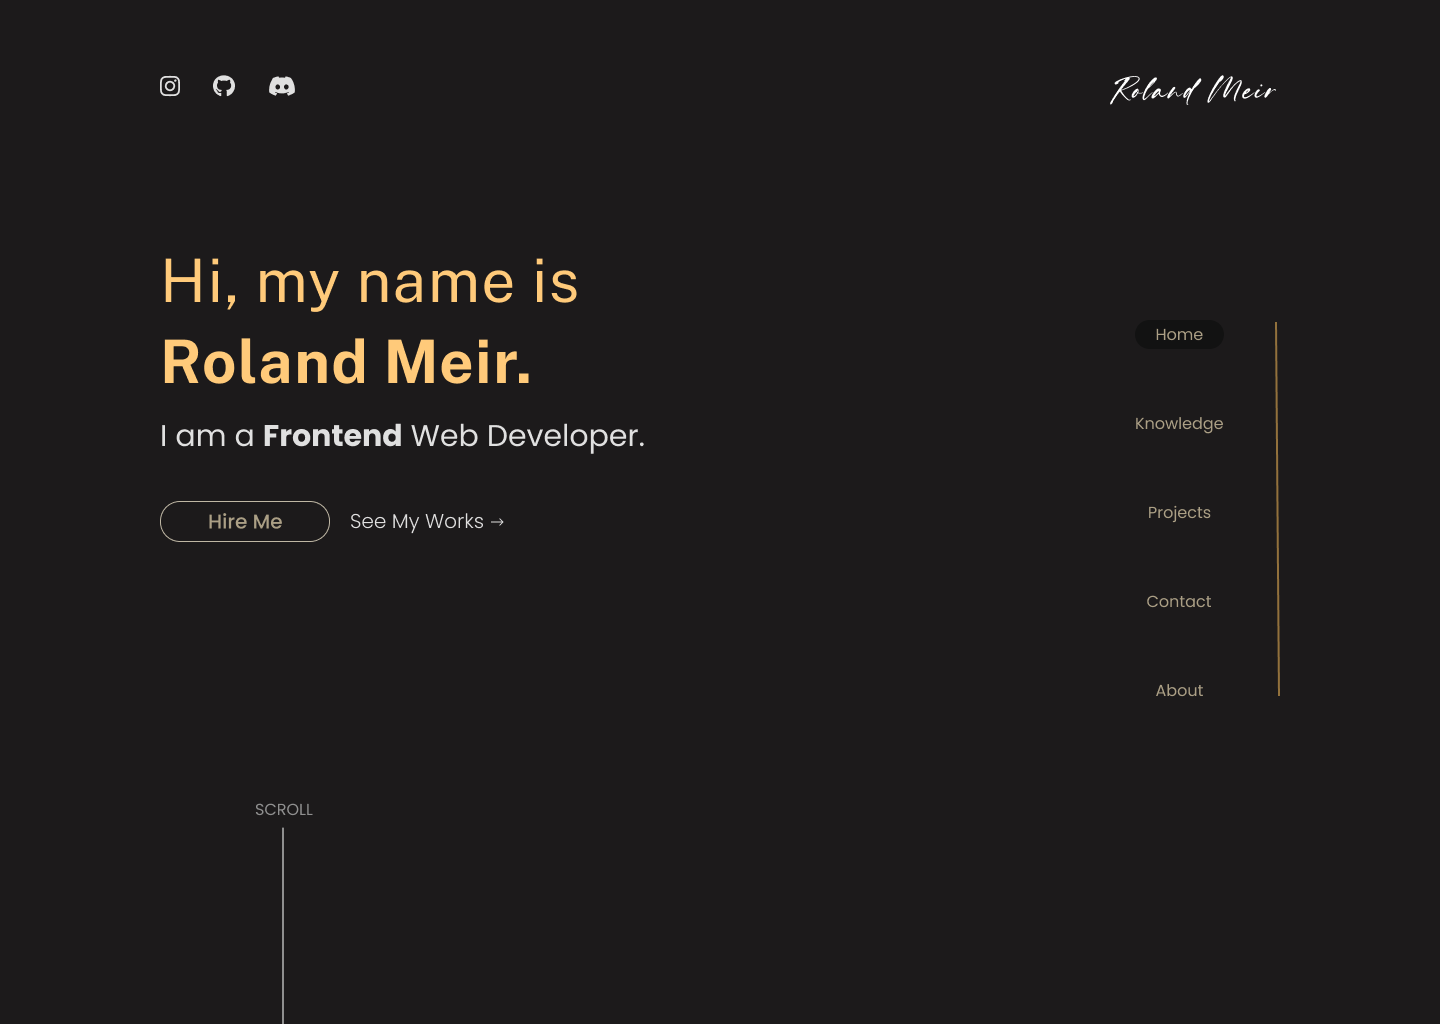 Roland Meir
Hi, my name is
Roland Meir.
I am a Frontend Web Developer.
Hire Me
See My Works →
Home
Knowledge
Projects
Contact
About
SCROLL